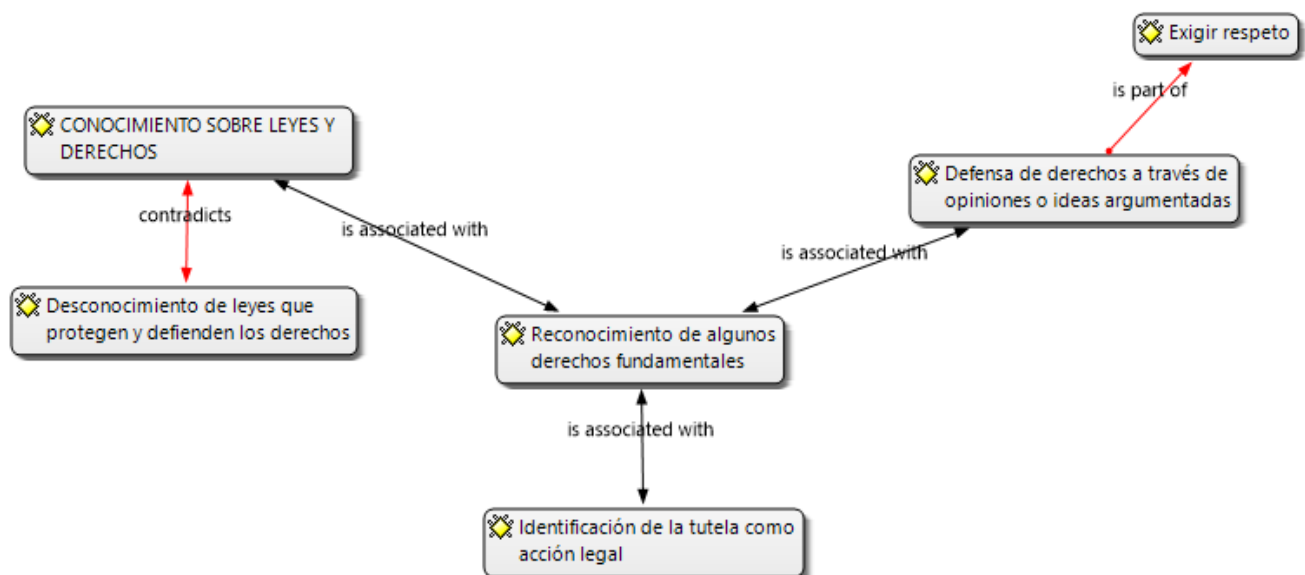 Exigir respeto
is part of
CONOCIMIENTO SOBRE LEYES Y
DERECHOS
Defensa de derechos a través de
opiniones o ideas argumentadas
contradicts
is associated with
is associated with
Desconocimiento de leyes que
protegen y defienden los derechos
Reconocimiento de algunos
derechos fundamentales
is associated with
Identificación de la tutela como
acción legal